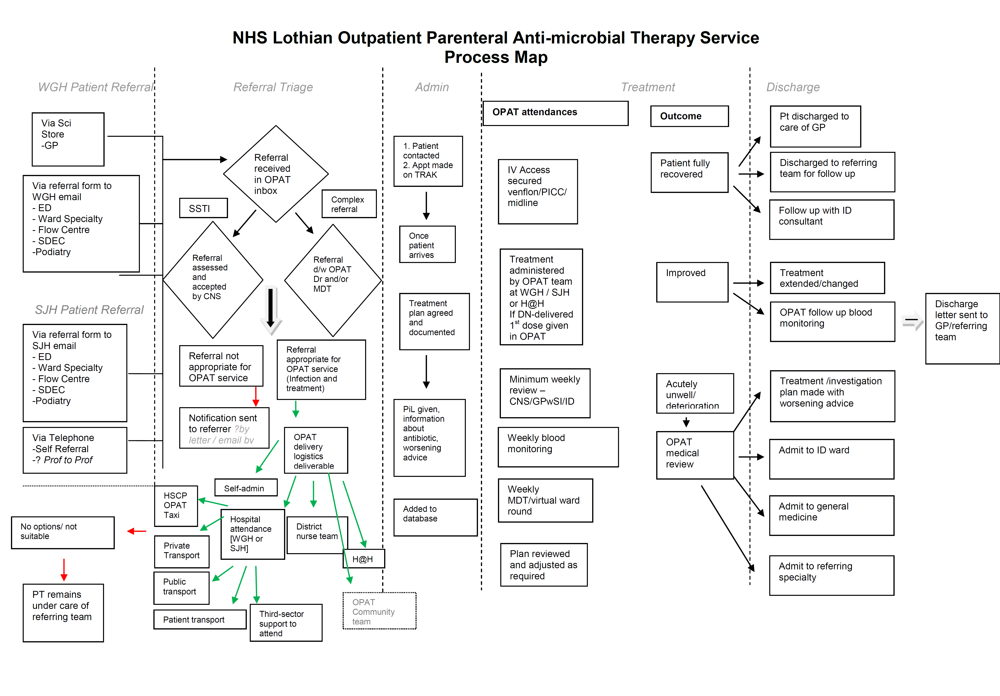 NHS Lothian Outpatient Parenteral Anti-microbial Therapy Service
Process Map
WGH Patient Referral
Via Sci
Store
-GP
Via referral form to
WGH email
- ED
- Ward Specialty
- Flow Centre
- SDEC
-Podiatry
SJH Patient Referral
Via referral form to
SJH email
- ED
- Ward Specialty
- Flow Centre
- SDEC
-Podiatry
Via Telephone
-Self Referral
-? Prof to Prof
No options/ not
suitable
PT remains
under care of
referring team
Referral Triage
Referral
received
in OPAT
inbox
SSTI
Complex
referral
Referral
assessed
and
accepted
by CNS
Referral
d/w OPAT
Dr and/or
MDT
Referral not
appropriate for
OPAT service
Referral
appropriate for
OPAT service
(Infection and
treatment)
Notification sent
to referrer ?by
letter / email by
OPAT
delivery
logistics
deliverable
Self-admin
HSCP
OPAT
Taxi
Hospital
attendance
[WGH or
SJH]
District
nurse team
H@H
Private
Transport
Public
transport
Patient transport
Third-sector
support to
attend
OPAT
Community
team
Admin
1. Patient
contacted
2. Appt made
on TRAK
Once
patient
arrives
Treatment
plan agreed
and
documented
PiL given,
information
about
antibiotic,
worsening
advice
Added to
database
Treatment
OPAT attendances
IV Access
secured
venflon/PICC/
midline
Treatment
administered
by OPAT team
at WGH / SJH
or H@H
If DN-delivered
1st dose given
in OPAT
Minimum weekly
review –
CNS/GPwSI/ID
Weekly blood
monitoring
Weekly
MDT/virtual ward
round
Plan reviewed
and adjusted as
required
Outcome
Patient fully
recovered
Improved
Acutely
unwell/
deterioration
OPAT
medical
review
Discharge
Pt discharged to
care of GP
Discharged to referring
team for follow up
Follow up with ID
consultant
Treatment
extended/changed
OPAT follow up blood
monitoring
Treatment /investigation
plan made with
worsening advice
Admit to ID ward
Admit to general
medicine
Admit to referring
specialty
Discharge
letter sent to
GP/referring
team